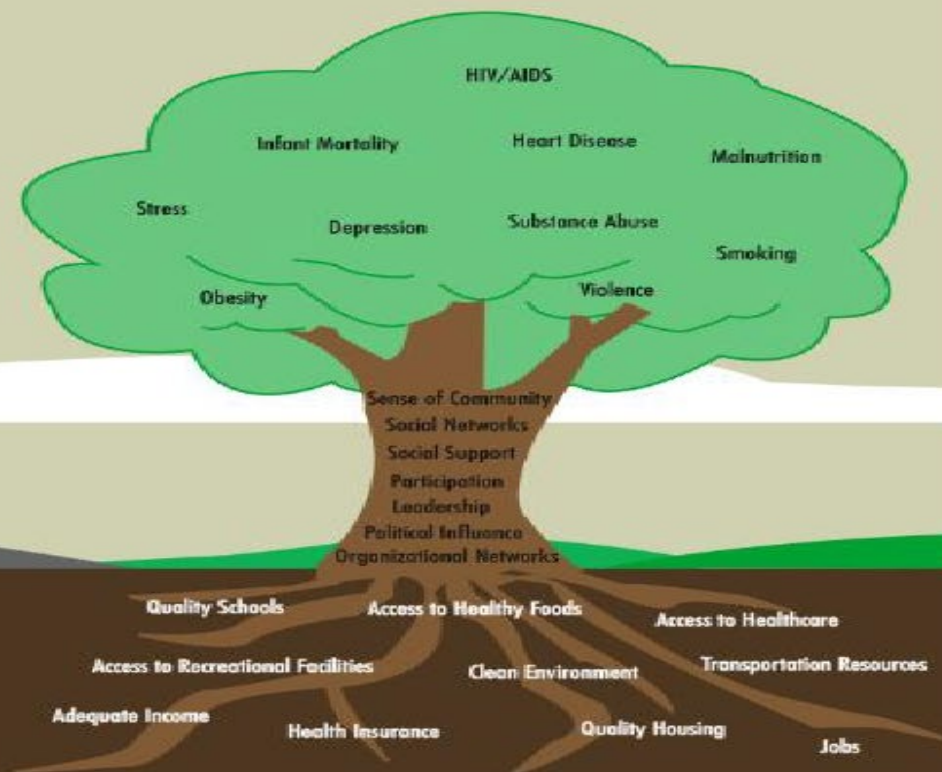 HIV/AIDS
Infant Mortality
Heart Disease
Malnutrition
Stress
Depression
Substance Abuse
Smoking
Obesity
Violence
Sense of Community
Social Networks
Social Support
Participation
Leadership
Political Influence
Organizational Networks
Quality Schools
Access to Healthy Foods
Access to Healthcare
Access to Recreational Facilities
Clean Environment
Transportation Resources
Adequate Income
Health Insurance
Quality Housing
Jobs